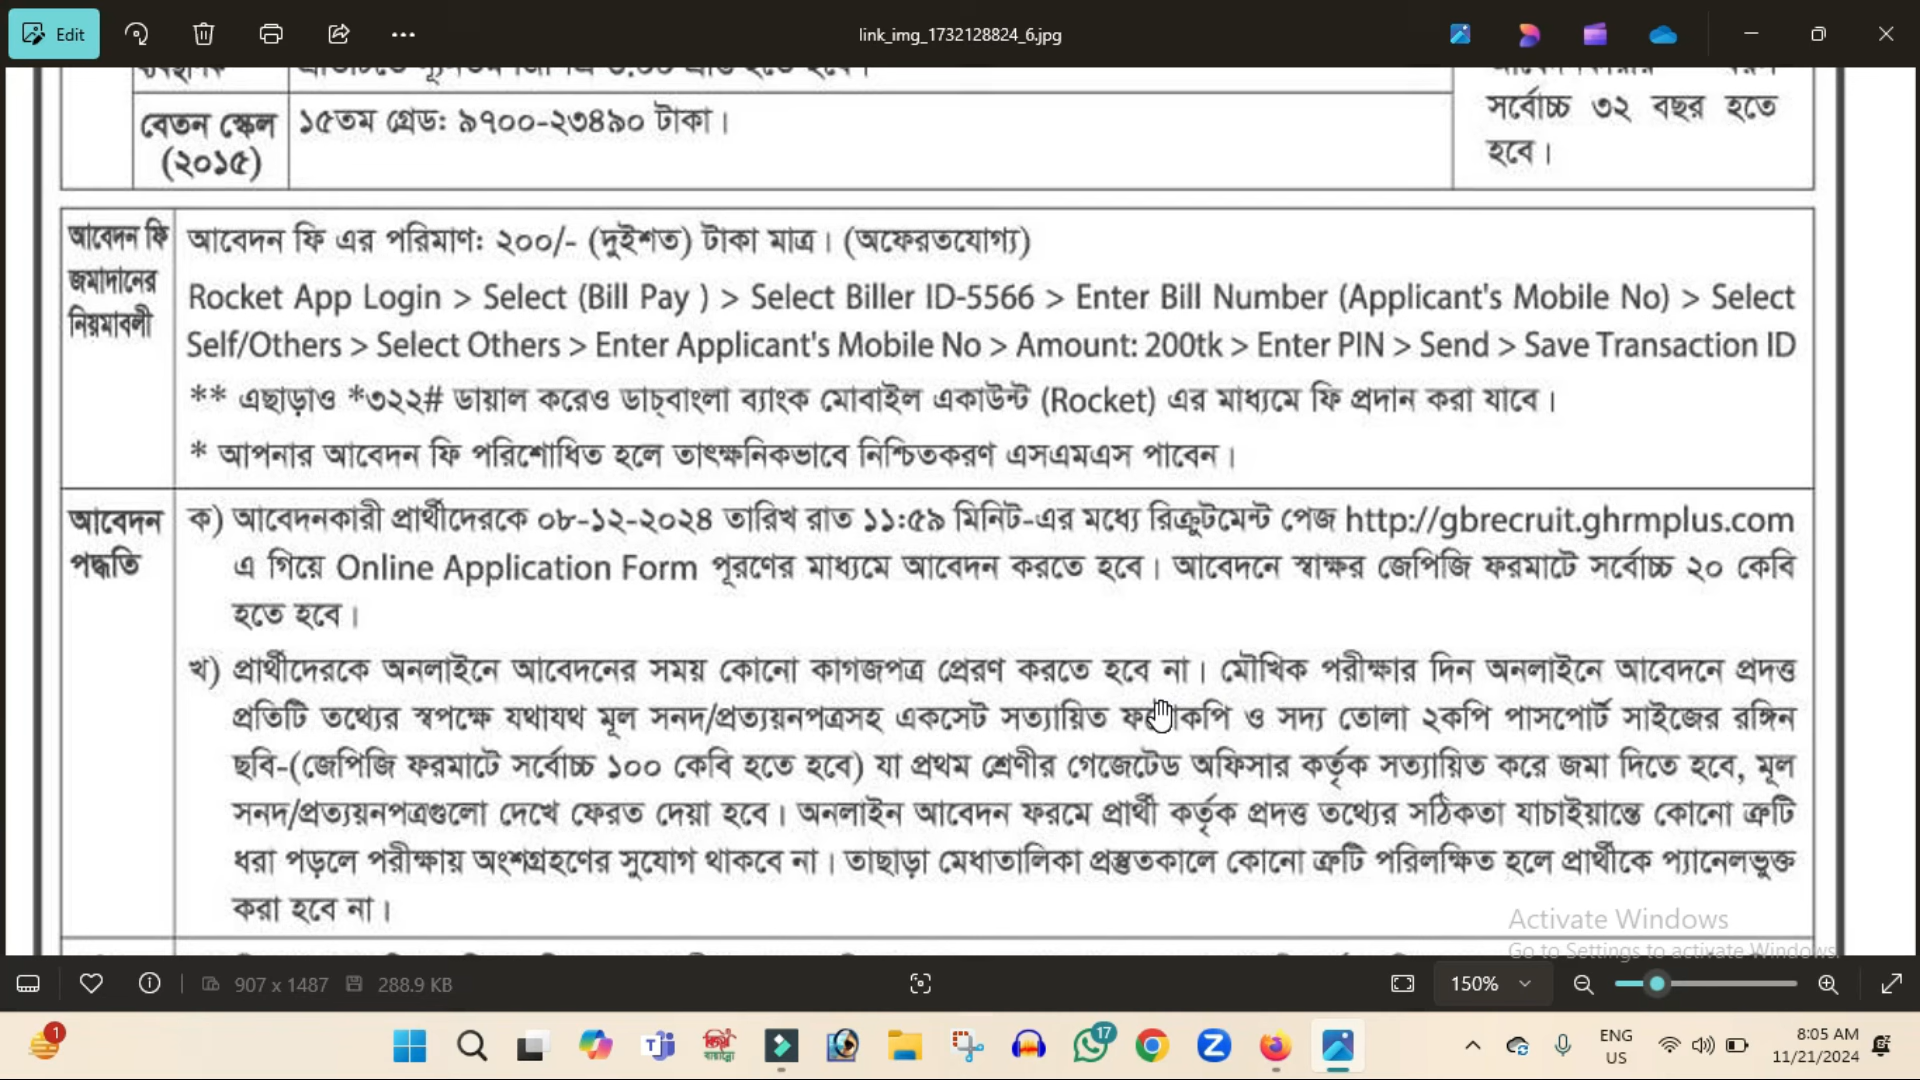 Edit
link_img_1732128824_6.jpg
বেতন স্কেল
(২০১৫)
১৫তম গ্রেড: ৯৭০০-২৩৪৯০ টাকা।
সর্বোচ্চ ৩২ বছর হতে
হবে।
আবেদন ফি
জমাদানের
নিয়মাবলী
আবেদন ফি এর পরিমাণ: ২০০/- (দুইশত) টাকা মাত্র। (অফেরতযোগ্য)
Rocket App Login > Select (Bill Pay ) > Select Biller ID-5566 > Enter Bill Number (Applicant's Mobile No) > Select
Self/Others > Select Others > Enter Applicant's Mobile No > Amount: 200tk > Enter PIN > Send > Save Transaction ID
** এছাড়াও *৩২২# ডায়াল করেও ডাচ্‌বাংলা ব্যাংক মোবাইল একাউন্ট (Rocket) এর মাধ্যমে ফি প্রদান করা যাবে।
* আপনার আবেদন ফি পরিশোধিত হলে তাৎক্ষনিকভাবে নিশ্চিতকরণ এসএমএস পাবেন।
আবেদন
পদ্ধতি
ক) আবেদনকারী প্রার্থীদেরকে ০৮-১২-২০২৪ তারিখ রাত ১১:৫৯ মিনিট-এর মধ্যে রিক্রুটমেন্ট পেজ http://gbrecruit.ghrmplus.com
এ গিয়ে Online Application Form পূরণের মাধ্যমে আবেদন করতে হবে। আবেদনে স্বাক্ষর জেপিজি ফরমাটে সর্বোচ্চ ২০ কেবি
হতে হবে।
খ) প্রার্থীদেরকে অনলাইনে আবেদনের সময় কোনো কাগজপত্র প্রেরণ করতে হবে না। মৌখিক পরীক্ষার দিন অনলাইনে আবেদনে প্রদত্ত
প্রতিটি তথ্যের স্বপক্ষে যথাযথ মূল সনদ/প্রত্যয়নপত্রসহ একসেট সত্যায়িত ফটোকপি ও সদ্য তোলা ২কপি পাসপোর্ট সাইজের রঙ্গিন
ছবি-(জেপিজি ফরমাটে সর্বোচ্চ ১০০ কেবি হতে হবে) যা প্রথম শ্রেণীর গেজেটেড অফিসার কর্তৃক সত্যায়িত করে জমা দিতে হবে, মূল
সনদ/প্রত্যয়নপত্রগুলো দেখে ফেরত দেয়া হবে। অনলাইন আবেদন ফরমে প্রার্থী কর্তৃক প্রদত্ত তথ্যের সঠিকতা যাচাইয়ান্তে কোনো ত্রুটি
ধরা পড়লে পরীক্ষায় অংশগ্রহণের সুযোগ থাকবে না। তাছাড়া মেধাতালিকা প্রস্তুতকালে কোনো ত্রুটি পরিলক্ষিত হলে প্রার্থীকে প্যানেলভুক্ত
করা হবে না।
Activate Windows
Go to Settings to activate Windows.
907 x 1487
288.9 KB
150%
1
17
ENG
US
8:05 AM
11/21/2024